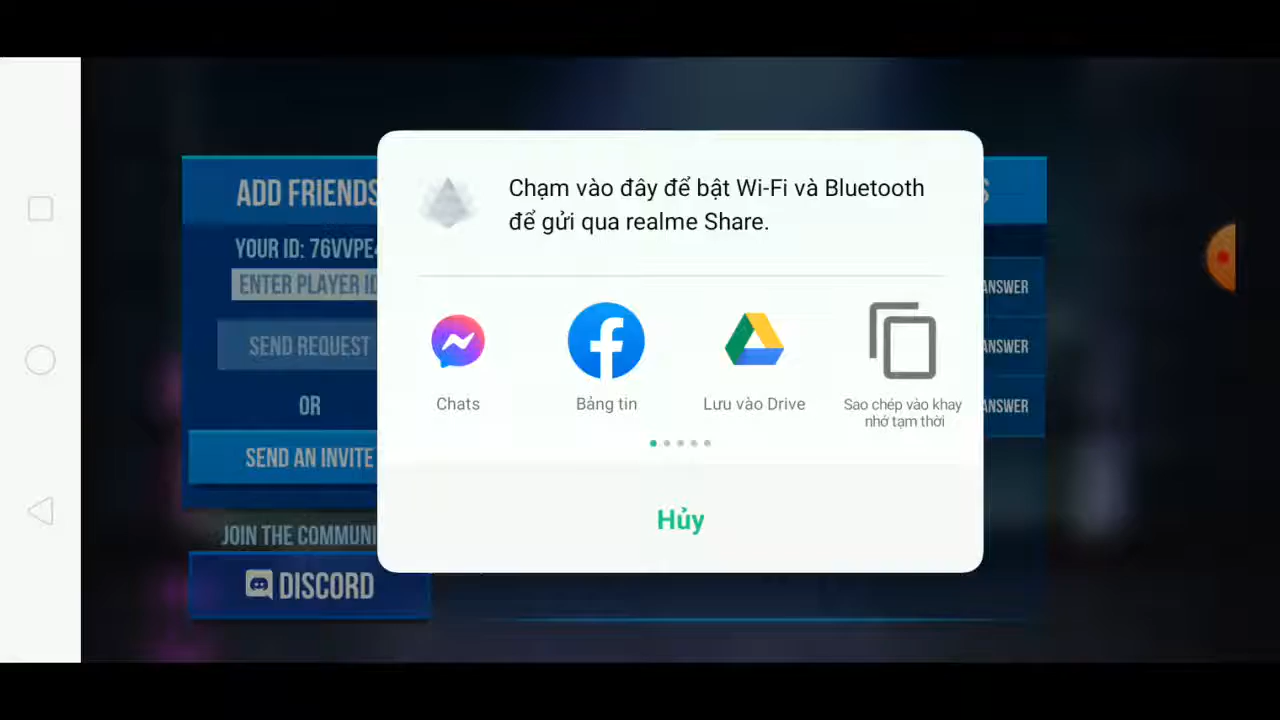 ADD FRIENDS
YOUR ID: 76VVPE
ENTER PLAYER ID
SEND REQUEST
OR
SEND AN INVITE
JOIN THE COMMUNI
DISCORD
Chạm vào đây để bật Wi-Fi và Bluetooth
để gửi qua realme Share.
Chats
Bảng tin
Lưu vào Drive
Sao chép vào khay
nhớ tạm thời
Hủy
S
ANSWER
ANSWER
ANSWER